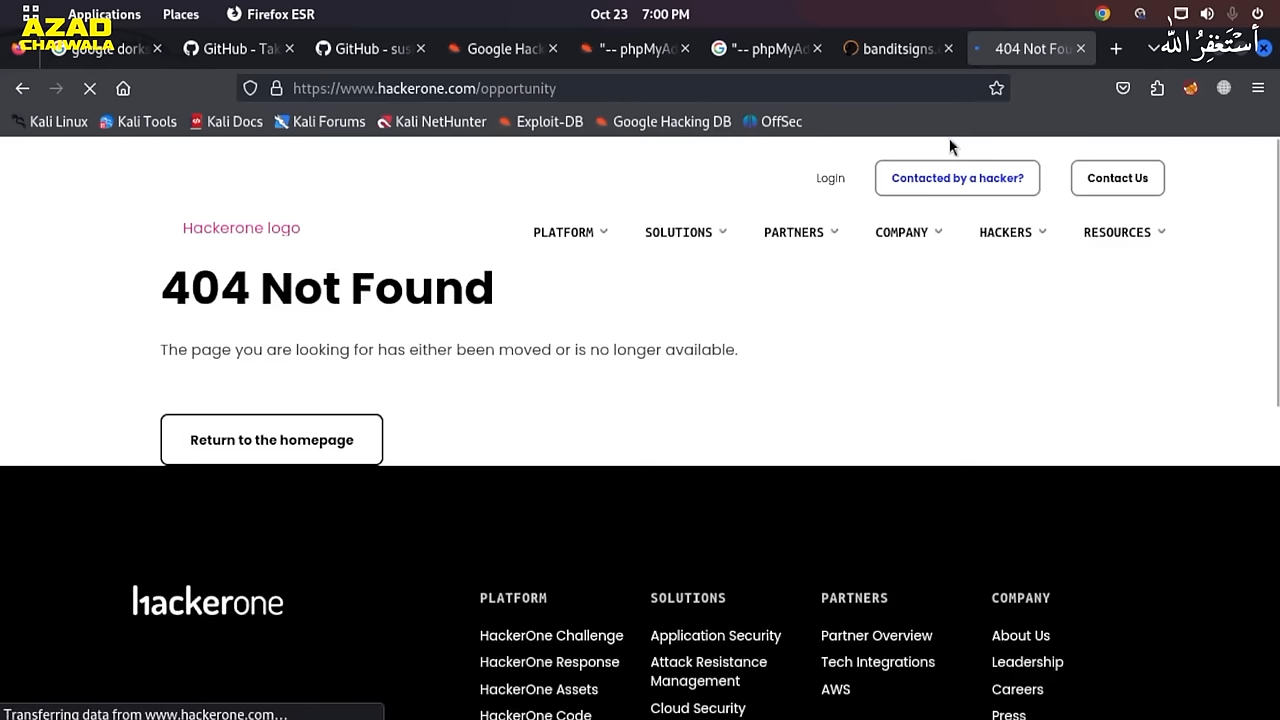 Applications Places Firefox ESR Oct 23 7:00 PM
AZAD
CHAIWALA
أستغفر الله
google dorks GitHub - Tak GitHub - sus Google Hac "-- phpMyAd "-- phpMyAd banditsigns. 404 Not Fou
https://www.hackerone.com/opportunity
Kali Linux Kali Tools Kali Docs Kali Forums Kali NetHunter Exploit-DB Google Hacking DB OffSec
Login Contacted by a hacker? Contact Us
Hackerone logo PLATFORM SOLUTIONS PARTNERS COMPANY HACKERS RESOURCES
404 Not Found
The page you are looking for has either been moved or is no longer available.
Return to the homepage
hackerone
PLATFORM SOLUTIONS PARTNERS COMPANY
HackerOne Challenge Application Security Partner Overview About Us
HackerOne Response Attack Resistance Tech Integrations Leadership
Management
HackerOne Assets AWS Careers
HackerOne Code Cloud Security Press
Transferring data from www.hackerone.com...